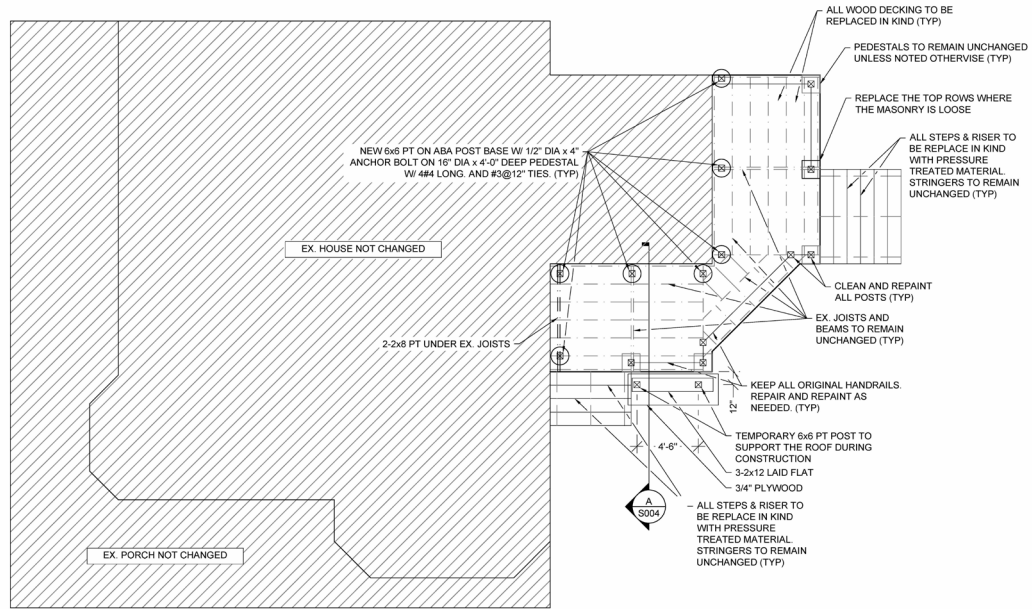 ALL WOOD DECKING TO BE
REPLACED IN KIND (TYP)
PEDESTALS TO REMAIN UNCHANGED
UNLESS NOTED OTHERVISE (TYP)
REPLACE THE TOP ROWS WHERE
THE MASONRY IS LOOSE
ALL STEPS & RISER TO
BE REPLACE IN KIND
WITH PRESSURE
TREATED MATERIAL.
STRINGERS TO REMAIN
UNCHANGED (TYP)
NEW 6x6 PT ON ABA POST BASE W/ 1/2" DIA x 4"
ANCHOR BOLT ON 16" DIA x 4'-0" DEEP PEDESTAL
W/ 4#4 LONG. AND #3@12" TIES. (TYP)
EX. HOUSE NOT CHANGED
CLEAN AND REPAINT
ALL POSTS (TYP)
EX. JOISTS AND
BEAMS TO REMAIN
UNCHANGED (TYP)
2-2x8 PT UNDER EX. JOISTS
KEEP ALL ORIGINAL HANDRAILS.
REPAIR AND REPAINT AS
NEEDED. (TYP)
12"
4'-6"
TEMPORARY 6x6 PT POST TO
SUPPORT THE ROOF DURING
CONSTRUCTION
3-2x12 LAID FLAT
3/4" PLYWOOD
A
S004
ALL STEPS & RISER TO
BE REPLACE IN KIND
WITH PRESSURE
TREATED MATERIAL.
STRINGERS TO REMAIN
UNCHANGED (TYP)
EX. PORCH NOT CHANGED